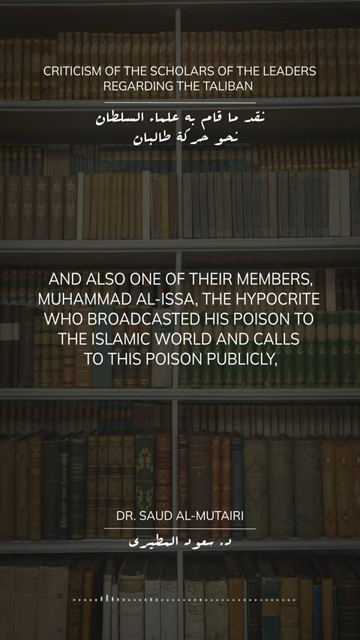 CRITICISM OF THE SCHOLARS OF THE LEADERS
REGARDING THE TALIBAN
نقد ما قام به علماء السلطان
نحو حركة طالبان
AND ALSO ONE OF THEIR MEMBERS,
MUHAMMAD AL-ISSA, THE HYPOCRITE
WHO BROADCASTED HIS POISON TO
THE ISLAMIC WORLD AND CALLS
TO THIS POISON PUBLICLY,
DR. SAUD AL-MUTAIRI
د. سعود المطيري